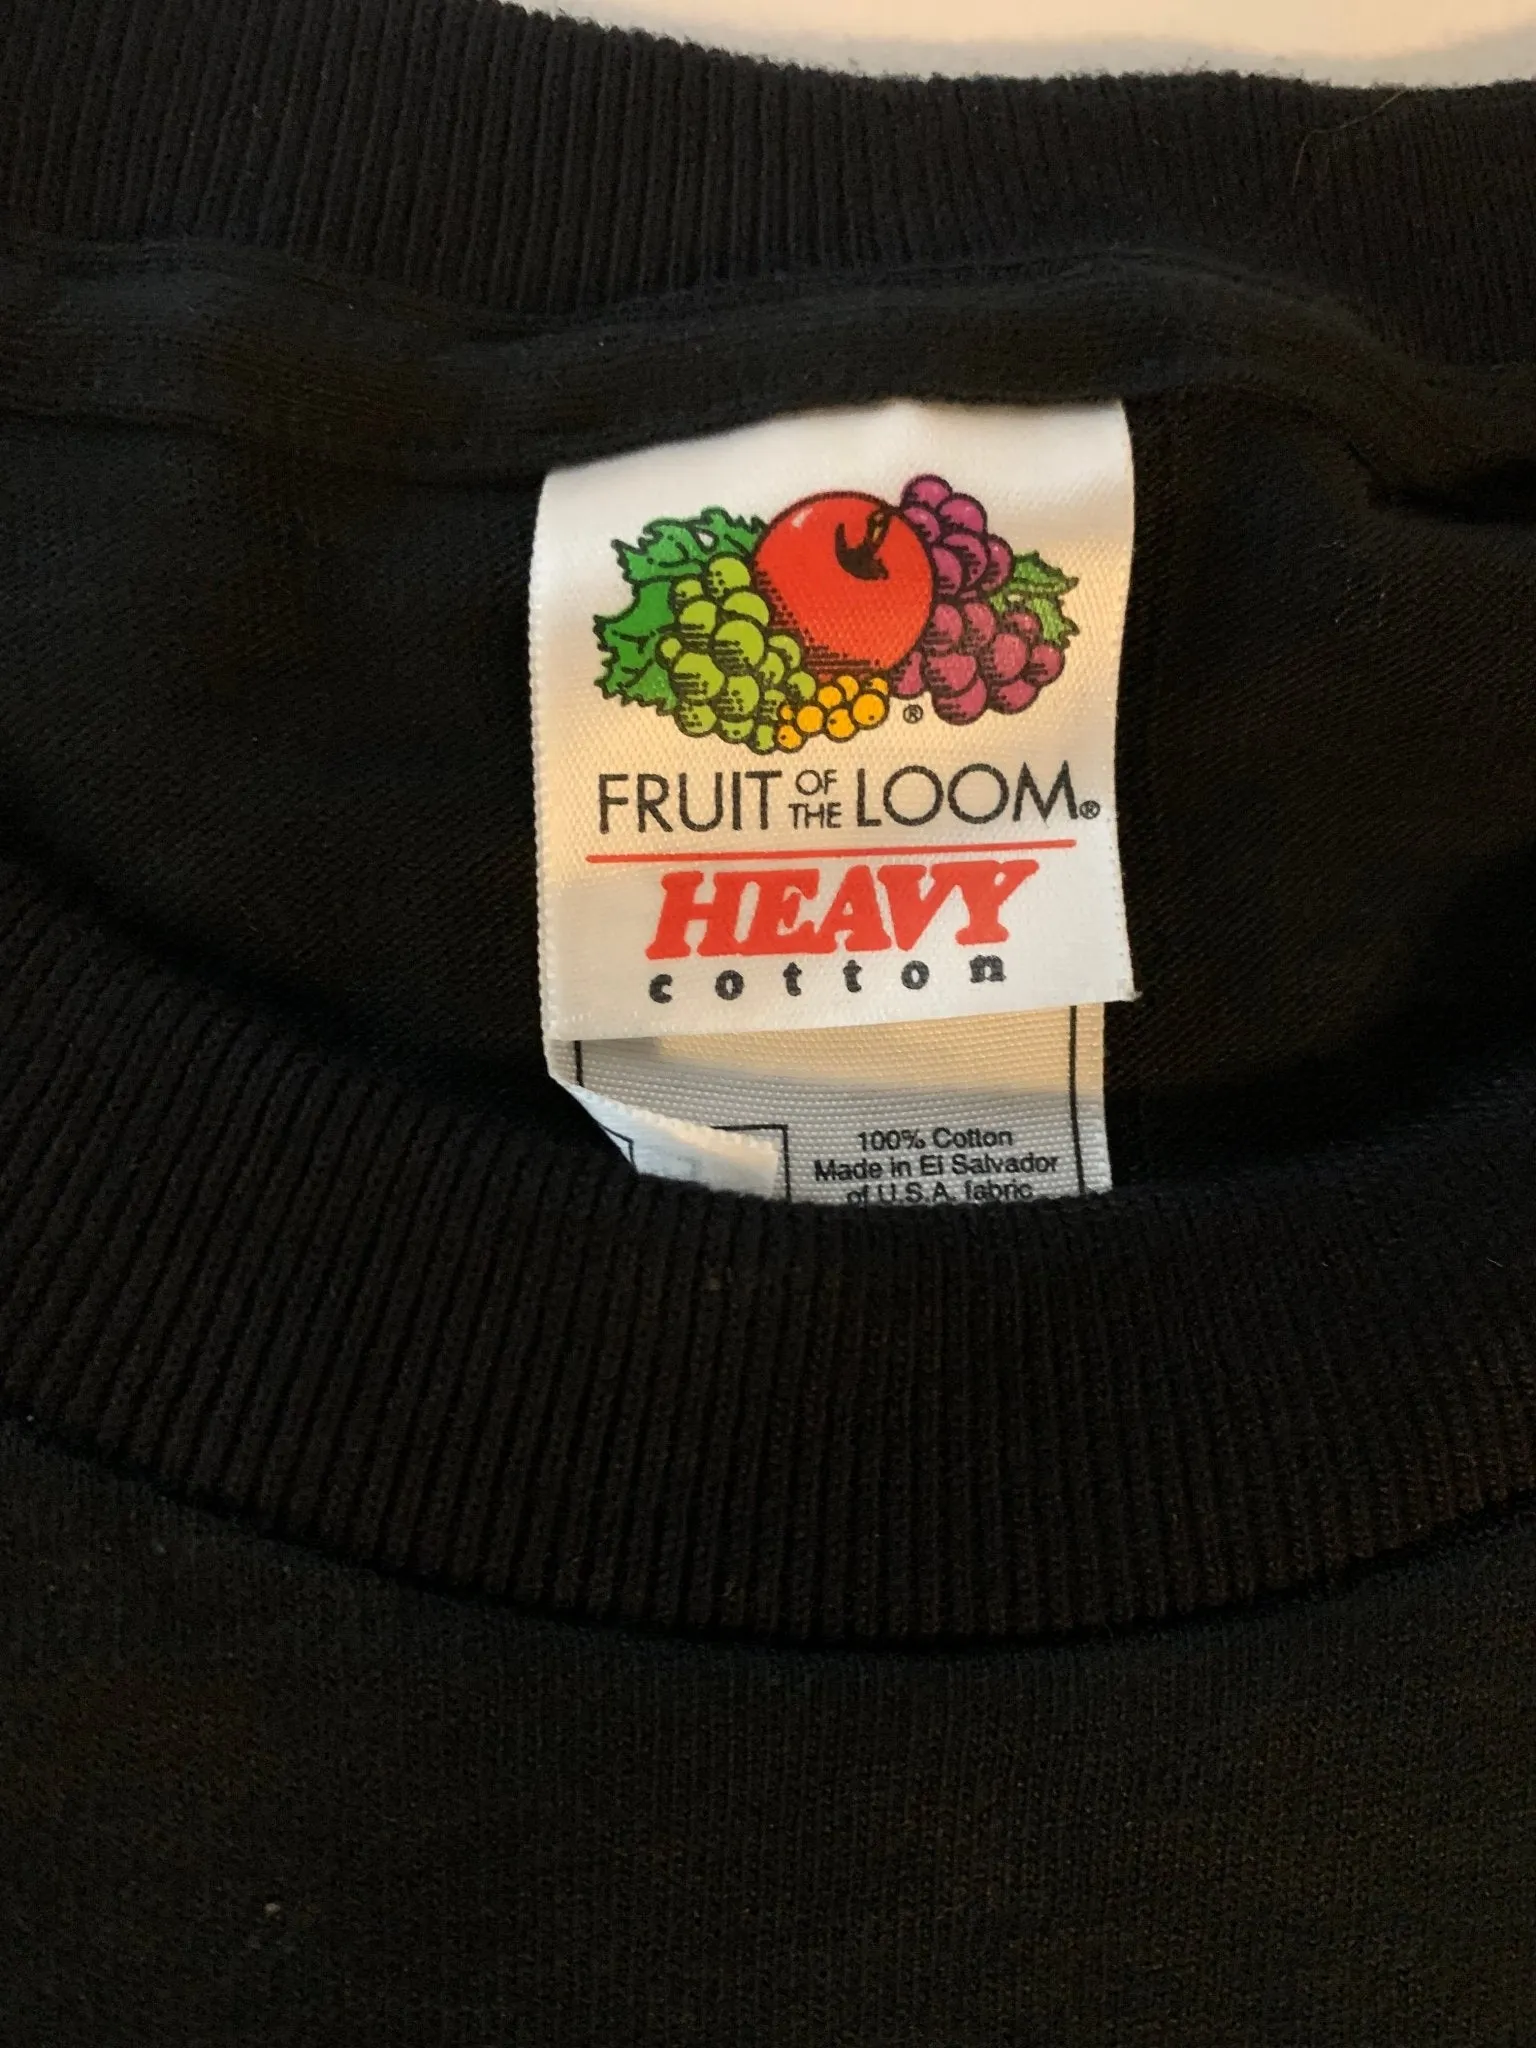 ®
FRUIT OF THE LOOM®
HEAVY
cotton
100% Cotton
Made in El Salvador
of U.S.A. fabric